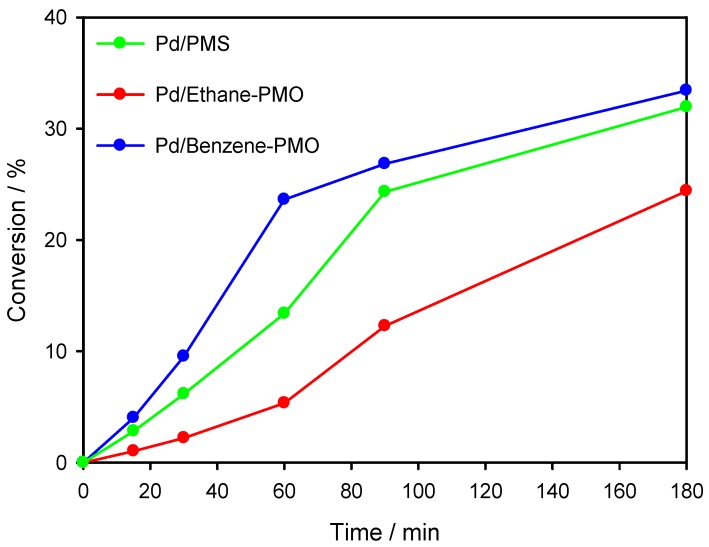 40
30
20
10
0
Conversion / %
Pd/PMS
Pd/Ethane-PMO
Pd/Benzene-PMO
0 20 40 60 80 100 120 140 160 180
Time / min